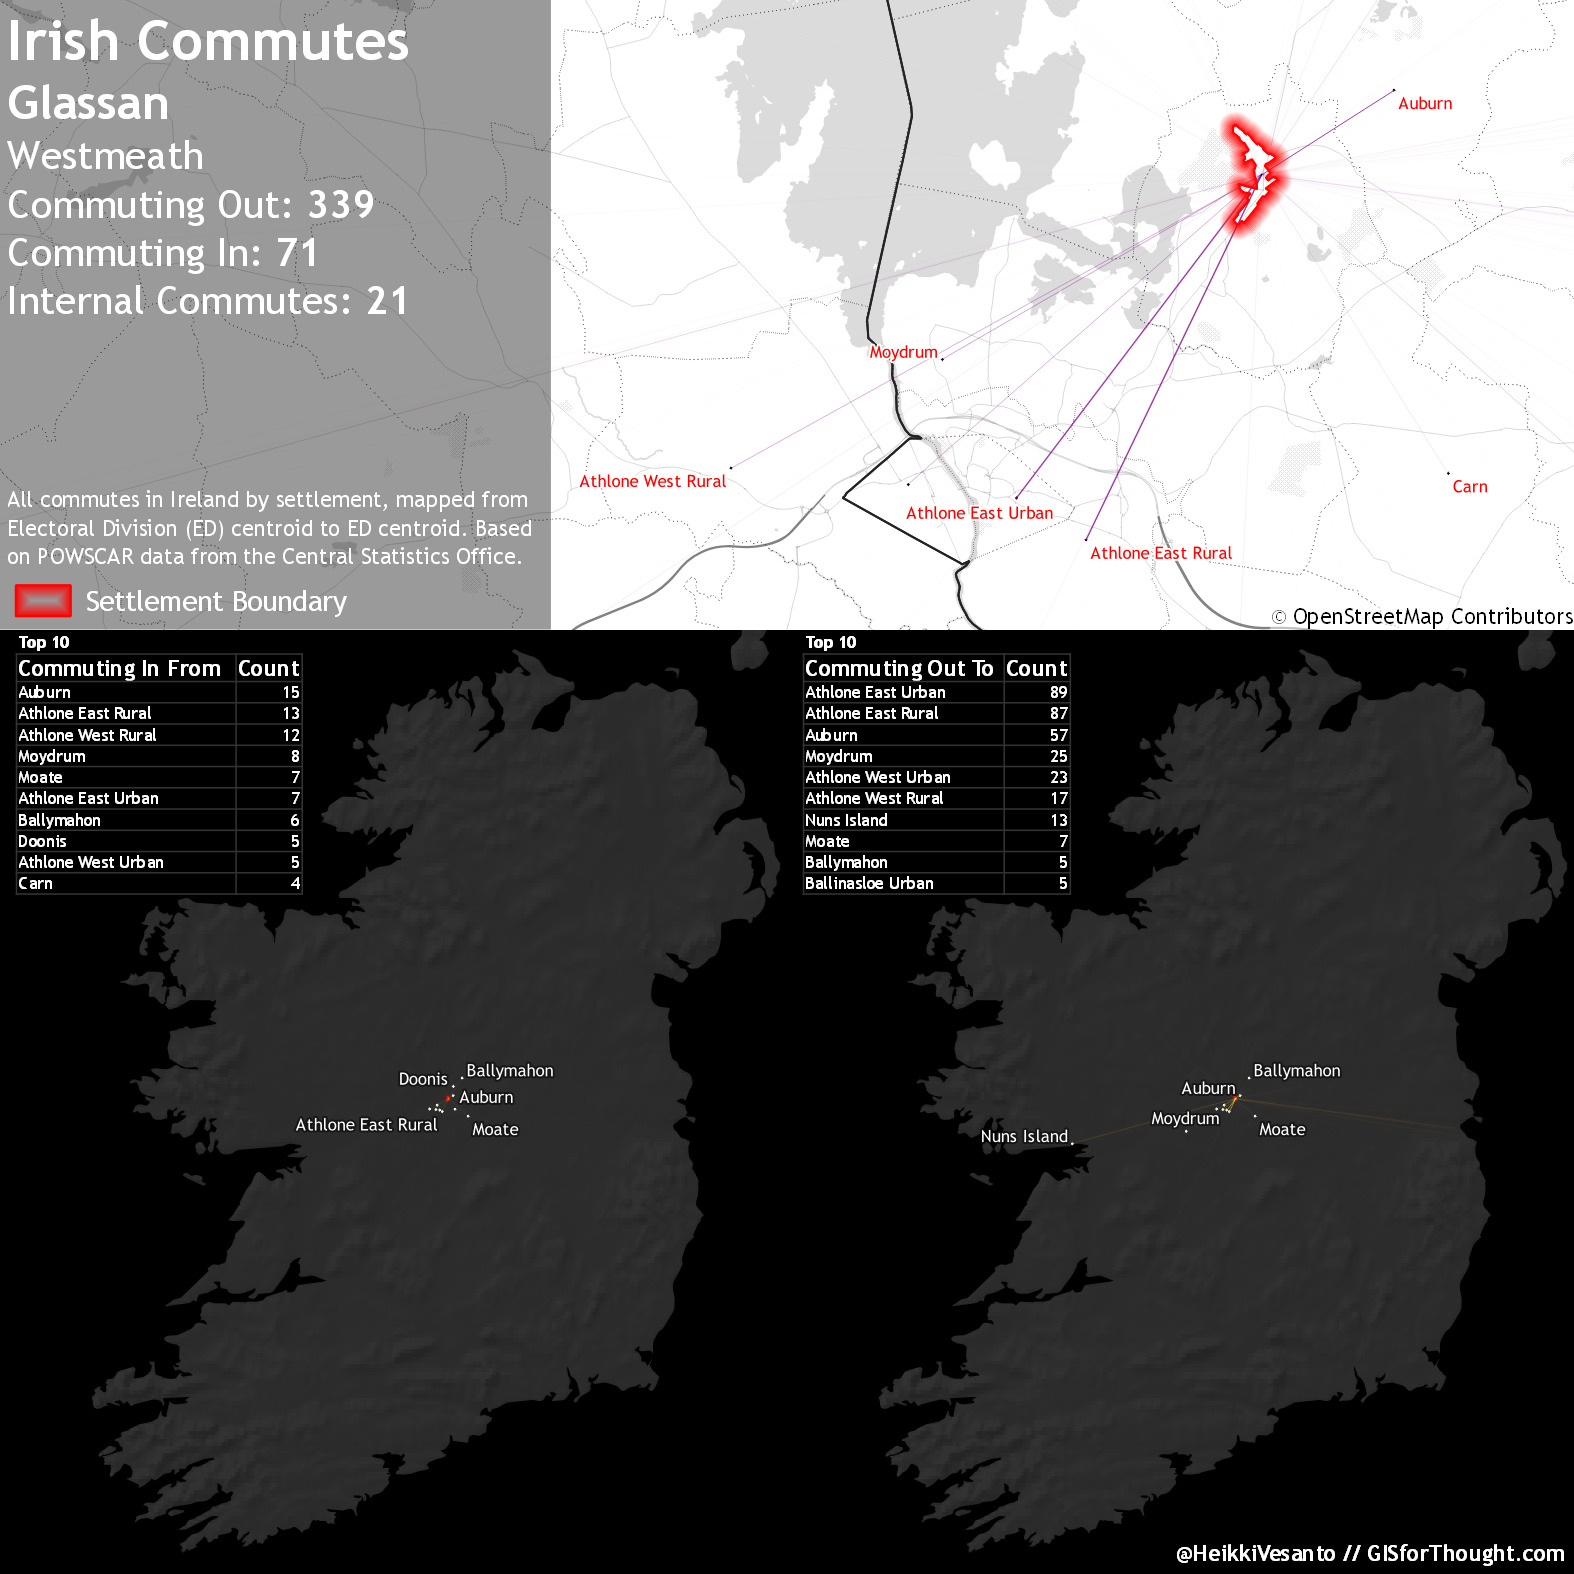 Irish Commutes
Glassan
Westmeath
Commuting Out: 339
Commuting In: 71
Internal Commutes: 21
All commutes in Ireland by settlement, mapped from
Electoral Division (ED) centroid to ED centroid. Based
on POWSCAR data from the Central Statistics Office.
Settlement Boundary
Auburn
Moydrum
Athlone West Rural
Carn
Athlone East Urban
Athlone East Rural
© OpenStreetMap Contributors
Top 10
Commuting In From Count
Auburn 15
Athlone East Rural 13
Athlone West Rural 12
Moydrum 8
Moate 7
Athlone East Urban 7
Ballymahon 6
Doonis 5
Athlone West Urban 5
Carn 4
Ballymahon
Doonis
Auburn
Athlone East Rural
Moate
Top 10
Commuting Out To Count
Athlone East Urban 89
Athlone East Rural 87
Auburn 57
Moydrum 25
Athlone West Urban 23
Athlone West Rural 17
Nuns Island 13
Moate 7
Ballymahon 5
Ballinasloe Urban 5
Ballymahon
Auburn
Moydrum
Moate
Nuns Island
@HeikkiVesanto // GISforThought.com